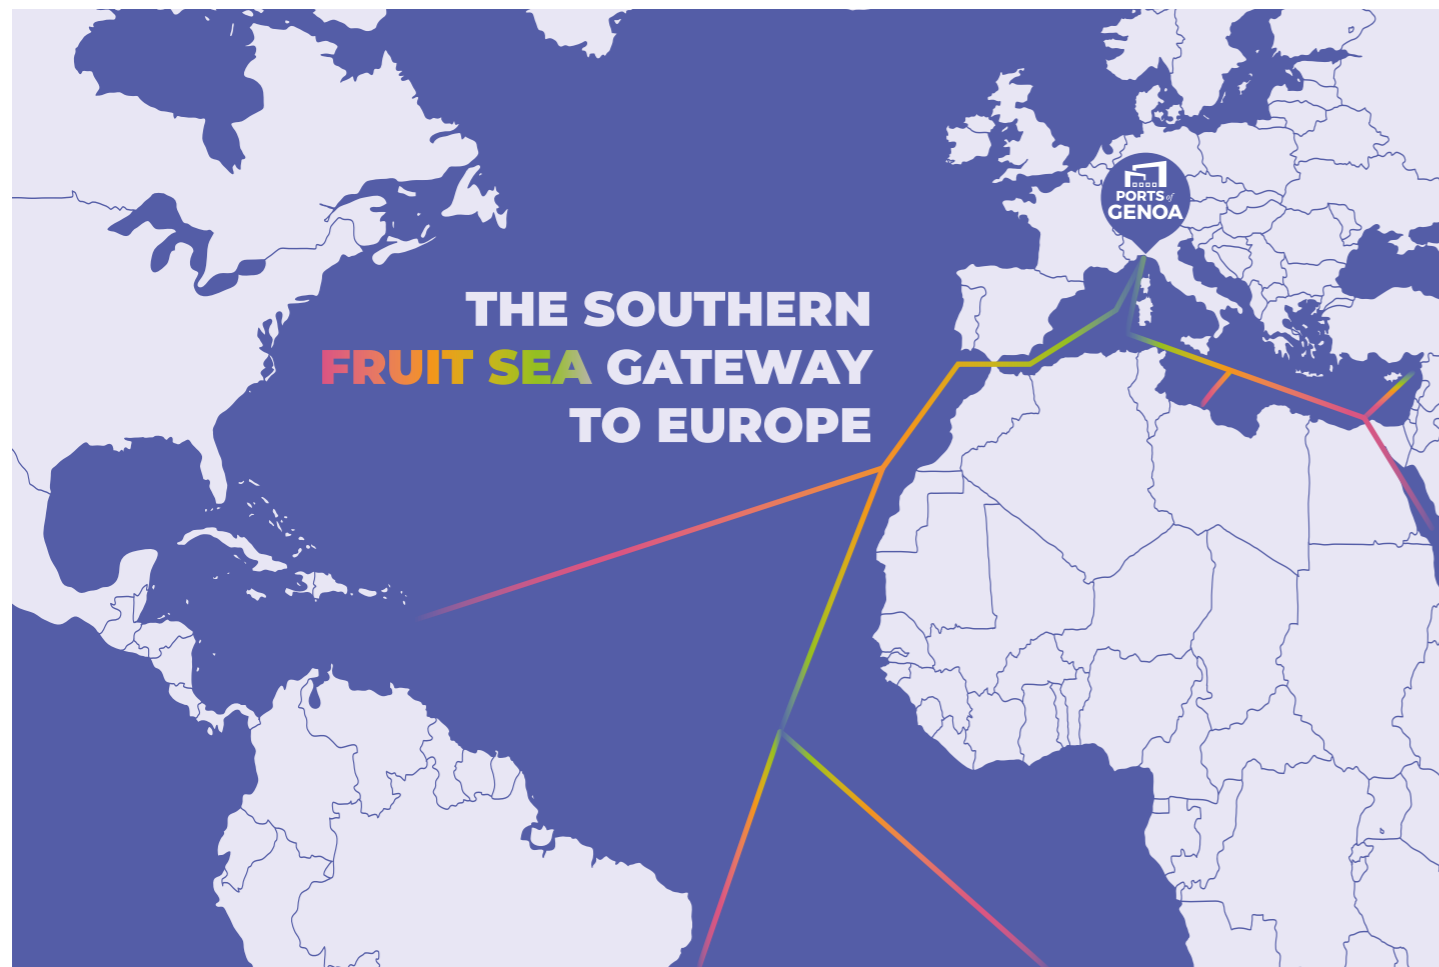 PORTS of
GENOA
THE SOUTHERN
FRUIT SEA GATEWAY
TO EUROPE